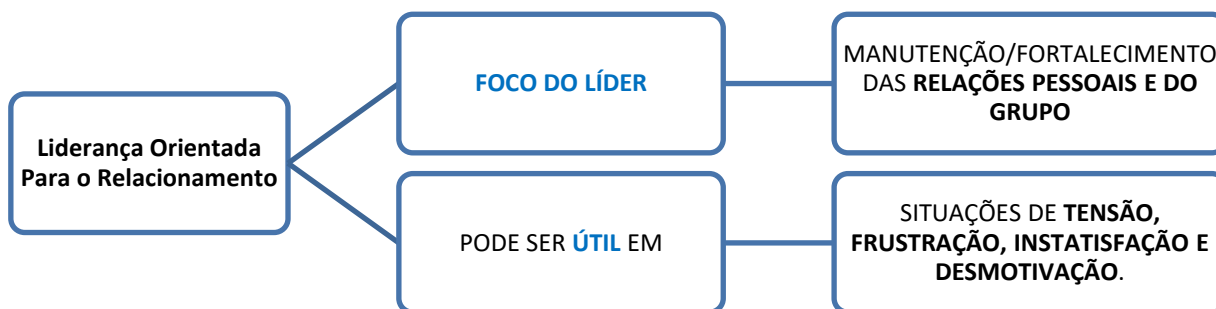 Liderança Orientada
Para o Relacionamento
FOCO DO LÍDER
MANUTENÇÃO/FORTALECIMENTO
DAS RELAÇÕES PESSOAIS E DO
GRUPO
PODE SER ÚTIL EM
SITUAÇÕES DE TENSÃO,
FRUSTRAÇÃO, INSTATISFAÇÃO E
DESMOTIVAÇÃO.